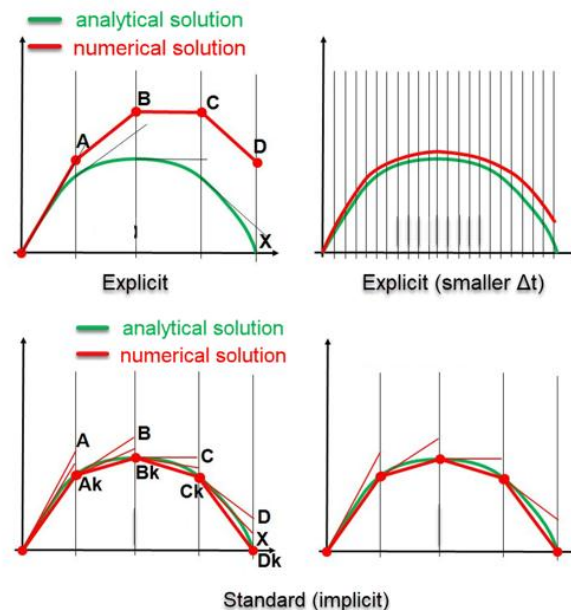 analytical solution
numerical solution
A
B
C
D
X
Explicit
Explicit (smaller Δt)
analytical solution
numerical solution
A
B
C
D
X
Ak
Bk
Ck
Dk
Standard (implicit)